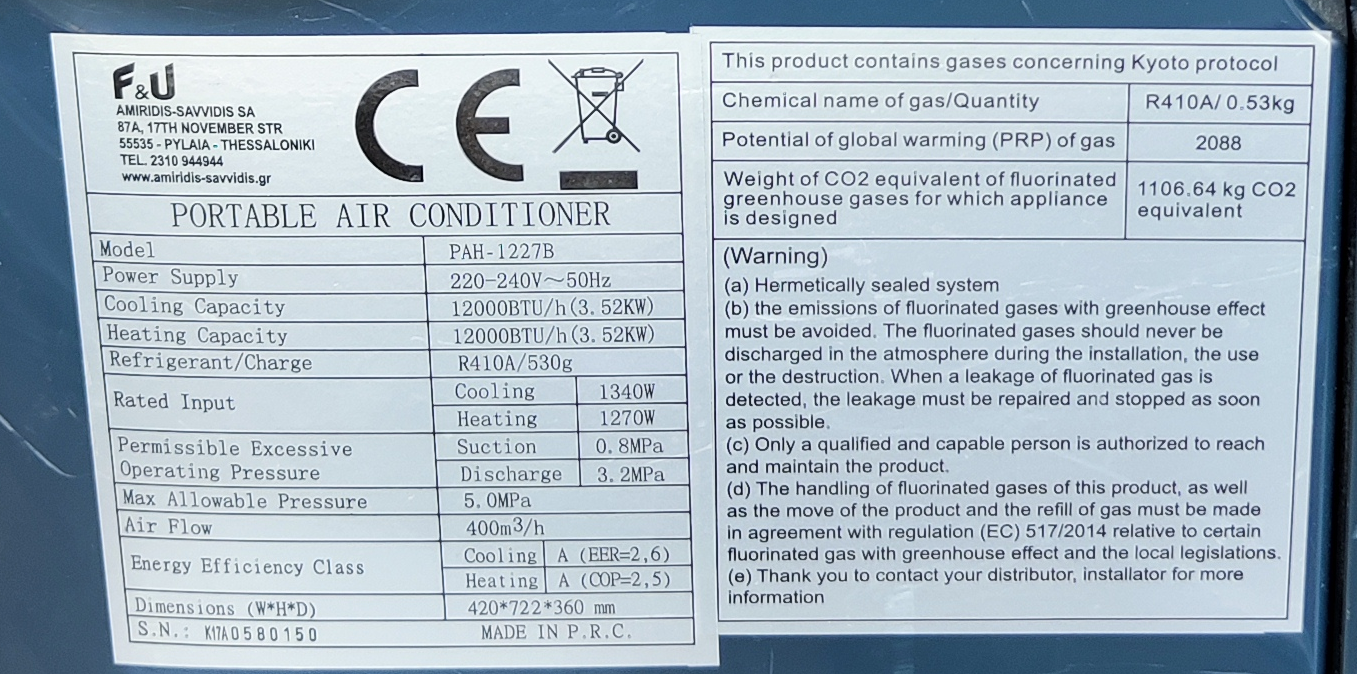 F&U
AMIRIDIS-SAVVIDIS SA
87A, 17TH NOVEMBER STR
55535 - PYLAIA - THESSALONIKI
TEL. 2310 944944
www.amiridis-savvidis.gr
CE
PORTABLE AIR CONDITIONER
Model PAH-1227B
Power Supply 220-240V~50Hz
Cooling Capacity 12000BTU/h(3.52KW)
Heating Capacity 12000BTU/h(3.52KW)
Refrigerant/Charge R410A/530g
Rated Input Cooling 1340W
Heating 1270W
Permissible Excessive Suction 0.8MPa
Operating Pressure Discharge 3.2MPa
Max Allowable Pressure 5.0MPa
Air Flow 400m3/h
Energy Efficiency Class Cooling A (EER=2,6)
Heating A (COP=2,5)
Dimensions (W*H*D) 420*722*360 mm
S.N.: K17A0580150 MADE IN P.R.C.
This product contains gases concerning Kyoto protocol
Chemical name of gas/Quantity R410A/ 0.53kg
Potential of global warming (PRP) of gas 2088
Weight of CO2 equivalent of fluorinated
greenhouse gases for which appliance
is designed
1106.64 kg CO2
equivalent
(Warning)
(a) Hermetically sealed system
(b) the emissions of fluorinated gases with greenhouse effect
must be avoided. The fluorinated gases should never be
discharged in the atmosphere during the installation, the use
or the destruction. When a leakage of fluorinated gas is
detected, the leakage must be repaired and stopped as soon
as possible.
(c) Only a qualified and capable person is authorized to reach
and maintain the product.
(d) The handling of fluorinated gases of this product, as well
as the move of the product and the refill of gas must be made
in agreement with regulation (EC) 517/2014 relative to certain
fluorinated gas with greenhouse effect and the local legislations.
(e) Thank you to contact your distributor, installator for more
information